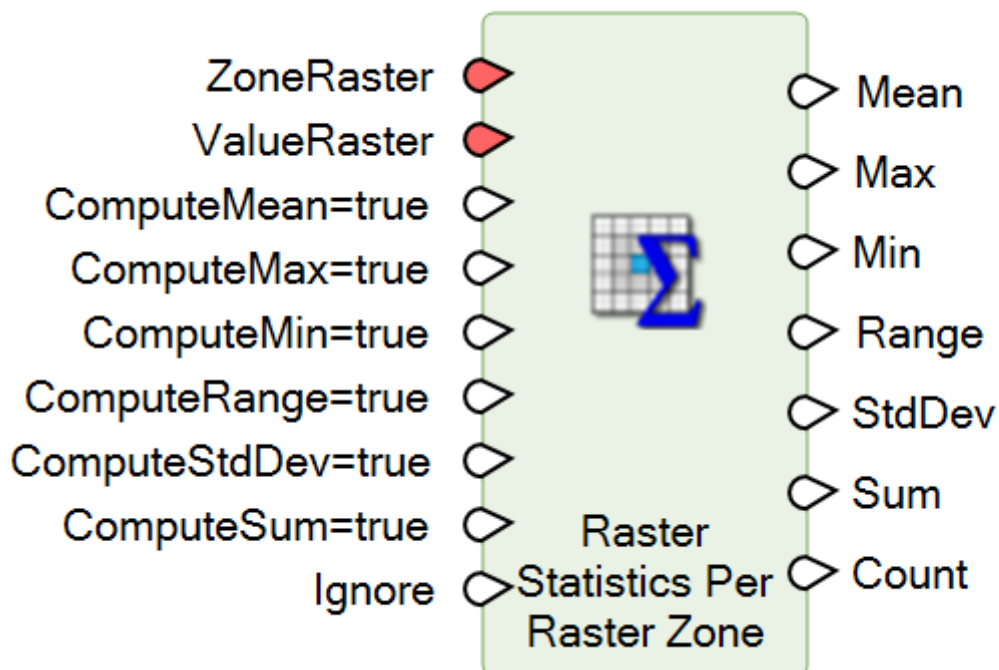 ZoneRaster
ValueRaster
ComputeMean=true
ComputeMax=true
ComputeMin=true
ComputeRange=true
ComputeStdDev=true
ComputeSum=true
Ignore
Σ
Raster
Statistics Per
Raster Zone
Mean
Max
Min
Range
StdDev
Sum
Count